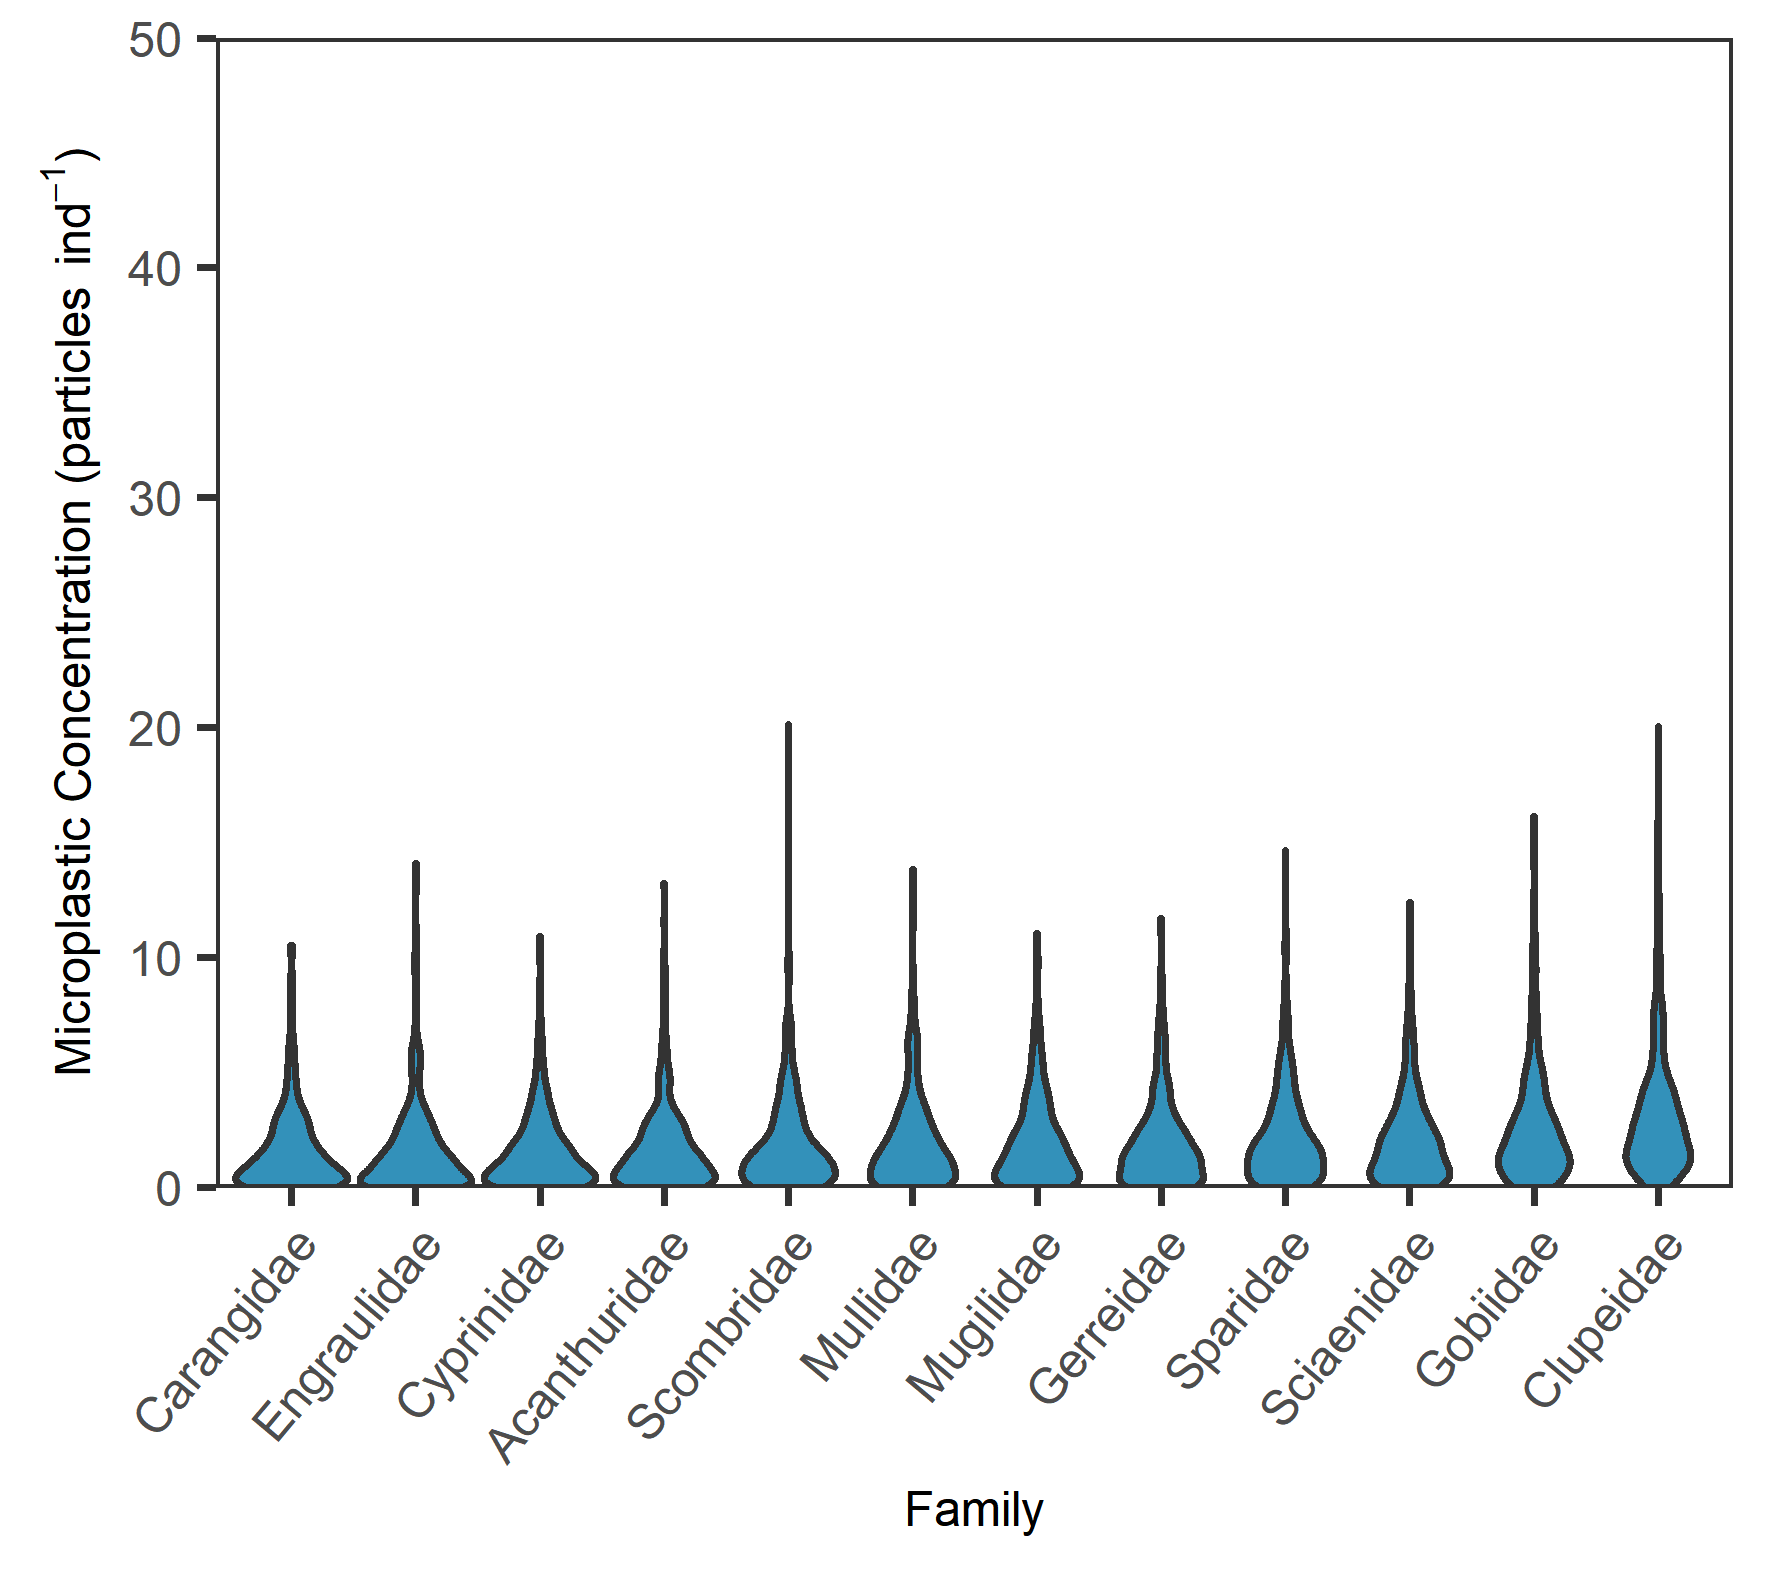 50
40
30
20
10
0
Microplastic Concentration (particles ind⁻¹)
Carangidae
Engraulidae
Cyprinidae
Acanthuridae
Scombridae
Mullidae
Mugilidae
Gerreidae
Sparidae
Sciaenidae
Gobiidae
Clupeidae
Family